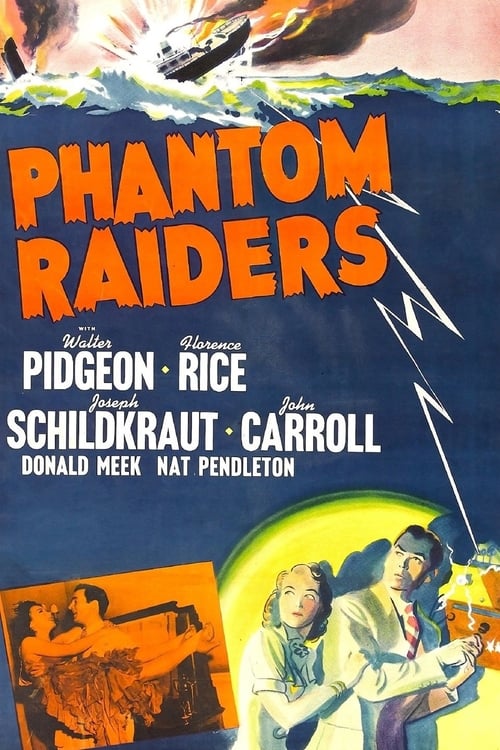 PHANTOM
RAIDERS
WITH
Walter Florence
PIDGEON · RICE
Joseph John
SCHILDKRAUT · CARROLL
DONALD MEEK NAT PENDLETON